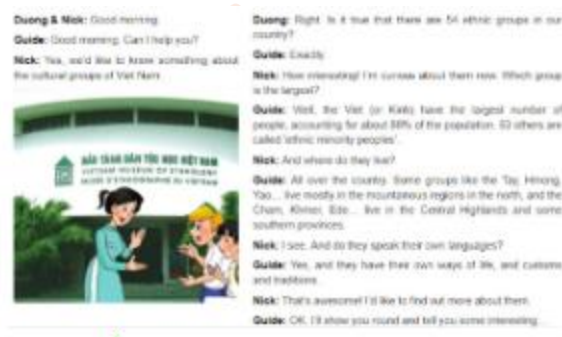 Duong & Nick: Good morning.
Guide: Good morning. Can I help you?
Nick: Yes, we'd like to know something about
the cultural groups of Viet Nam.
BẢO TÀNG DÂN TỘC HỌC VIỆT NAM
VIETNAM MUSEUM OF ETHNOLOGY
MUSÉE D'ETHNOGRAPHIE DU VIETNAM
Duong: Right. Is it true that there are 54 ethnic groups in our
country?
Guide: Exactly.
Nick: How interesting! I'm curious about them now. Which group
is the largest?
Guide: Well, the Viet (or Kinh) have the largest number of
people, accounting for about 86% of the population. 53 others are
called 'ethnic minority peoples'.
Nick: And where do they live?
Guide: All over the country. Some groups like the Tay, Hmong,
Yao... live mostly in the mountainous regions in the north, and the
Cham, Khmer, Ede... live in the Central Highlands and some
southern provinces.
Nick: I see. And do they speak their own languages?
Guide: Yes, and they have their own ways of life, and customs
and traditions.
Nick: That's awesome! I'd like to find out more about them.
Guide: OK. I'll show you round and tell you some interesting...